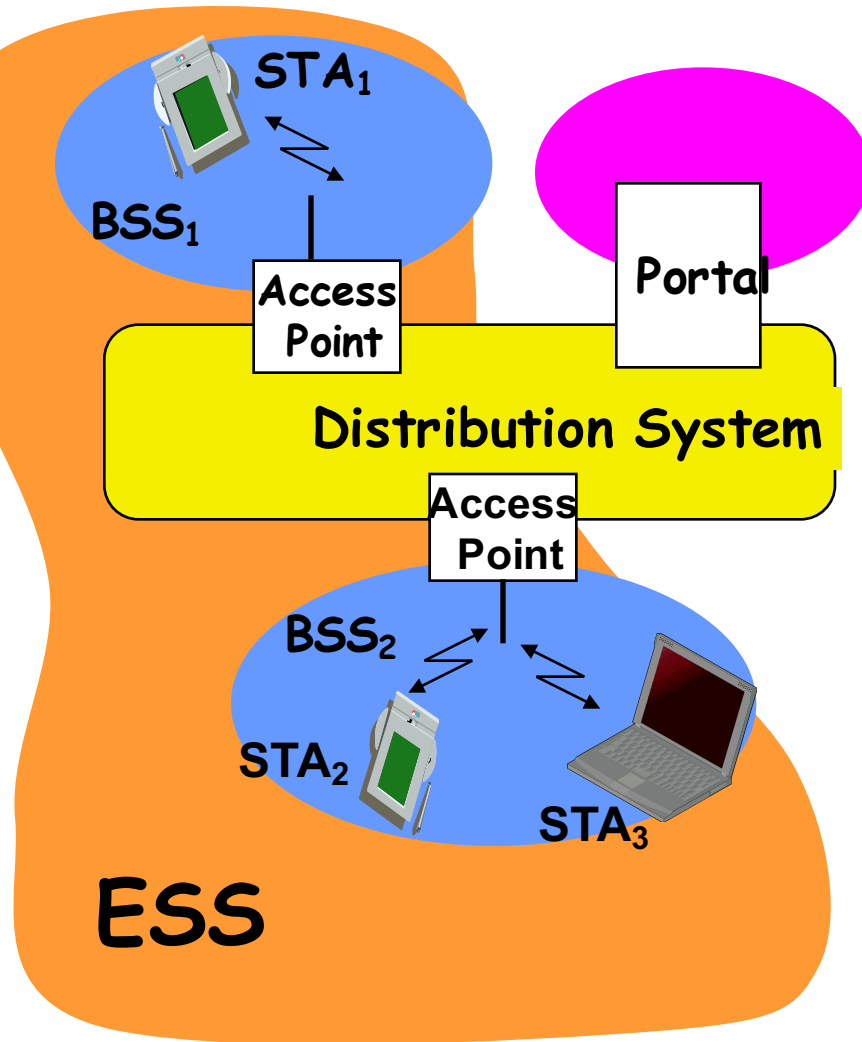 STA₁
BSS₁
Access
Point
Portal
Distribution System
Access
Point
BSS₂
STA₂
STA₃
ESS